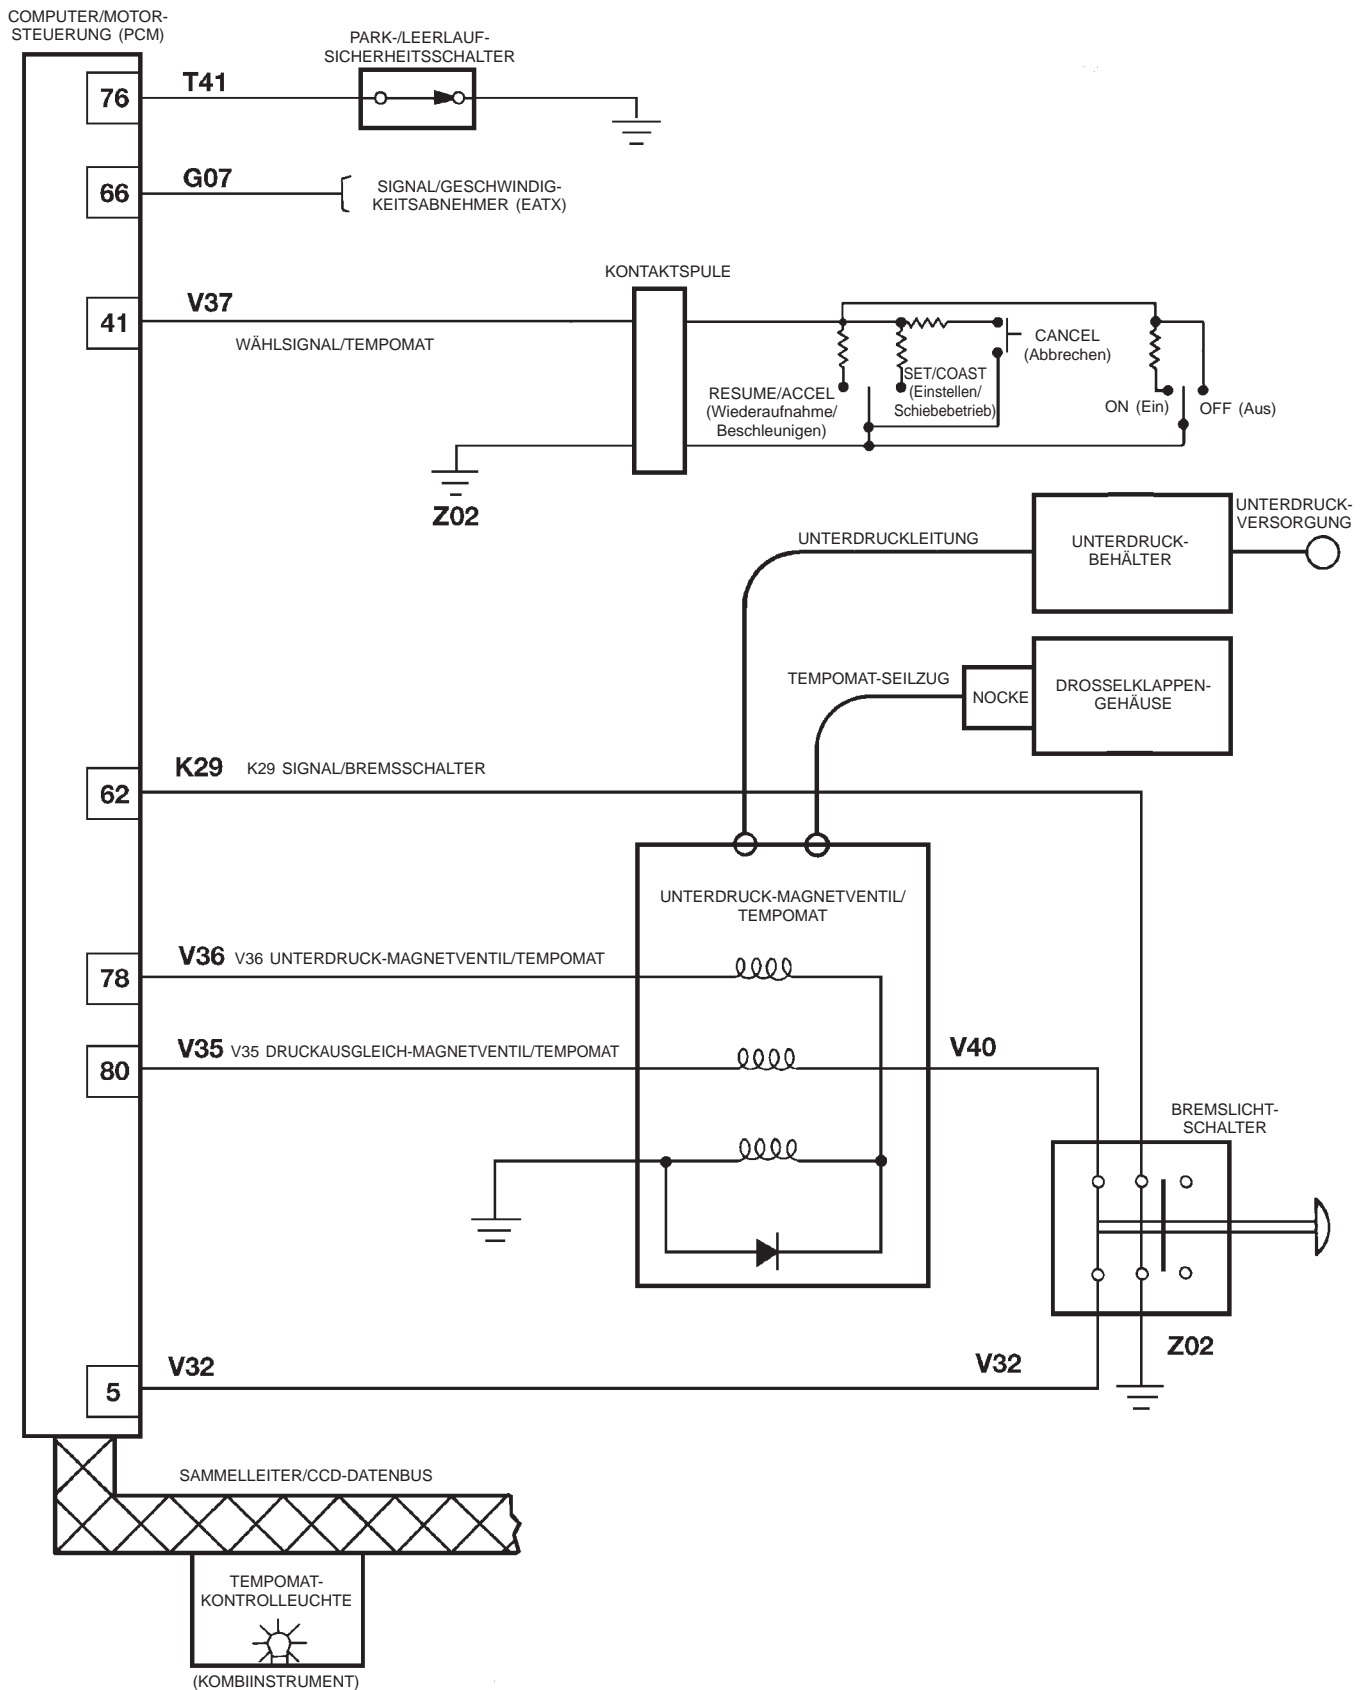 COMPUTER/MOTOR-
STEUERUNG (PCM)
PARK-/LEERLAUF-
SICHERHEITSSCHALTER
76
T41
66
G07
SIGNAL/GESCHWINDIG-
KEITSABNEHMER (EATX)
KONTAKTSPULE
41
V37
WÄHLSIGNAL/TEMPOMAT
CANCEL
(Abbrechen)
RESUME/ACCEL
(Wiederaufnahme/
Beschleunigen)
SET/COAST
(Einstellen/
Schiebebetrieb)
ON (Ein)
OFF (Aus)
Z02
UNTERDRUCKLEITUNG
UNTERDRUCK-
BEHÄLTER
UNTERDRUCK-
VERSORGUNG
TEMPOMAT-SEILZUG
NOCKE
DROSSELKLAPPEN-
GEHÄUSE
62
K29
K29 SIGNAL/BREMSSCHALTER
UNTERDRUCK-MAGNETVENTIL/
TEMPOMAT
78
V36
V36 UNTERDRUCK-MAGNETVENTIL/TEMPOMAT
80
V35
V35 DRUCKAUSGLEICH-MAGNETVENTIL/TEMPOMAT
V40
BREMSLICHT-
SCHALTER
Z02
5
V32
V32
SAMMELLEITER/CCD-DATENBUS
TEMPOMAT-
KONTROLLEUCHTE
(KOMBIINSTRUMENT)